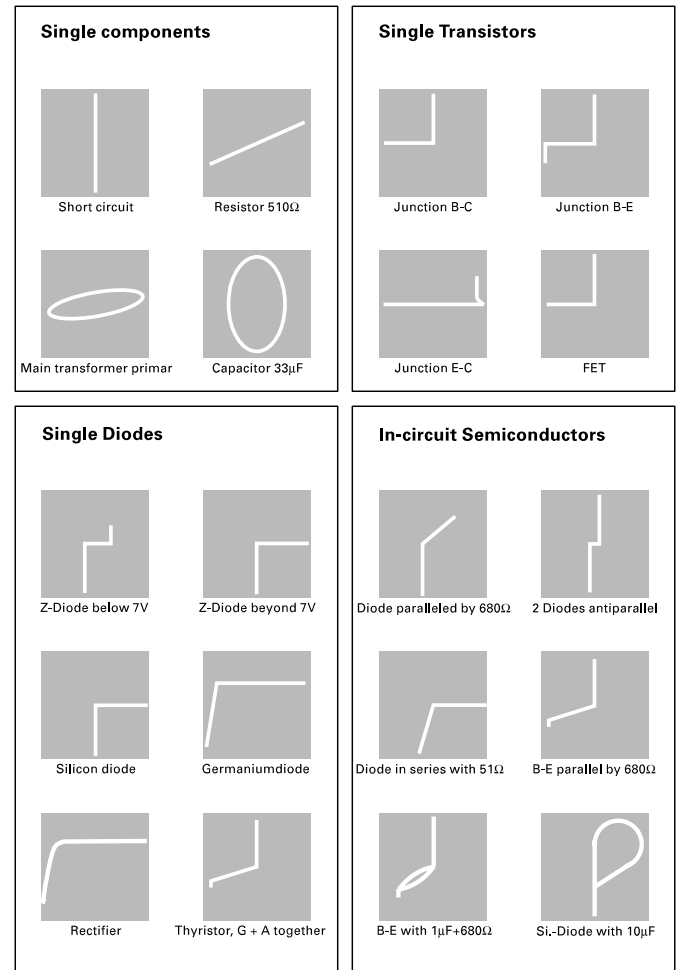 Single components
Short circuit
Resistor 510Ω
Main transformer primar
Capacitor 33μF
Single Transistors
Junction B-C
Junction B-E
Junction E-C
FET
Single Diodes
Z-Diode below 7V
Z-Diode beyond 7V
Silicon diode
Germaniumdiode
Rectifier
Thyristor, G + A together
In-circuit Semiconductors
Diode paralleled by 680Ω
2 Diodes antiparallel
Diode in series with 51Ω
B-E parallel by 680Ω
B-E with 1μF+680Ω
Si.-Diode with 10μF